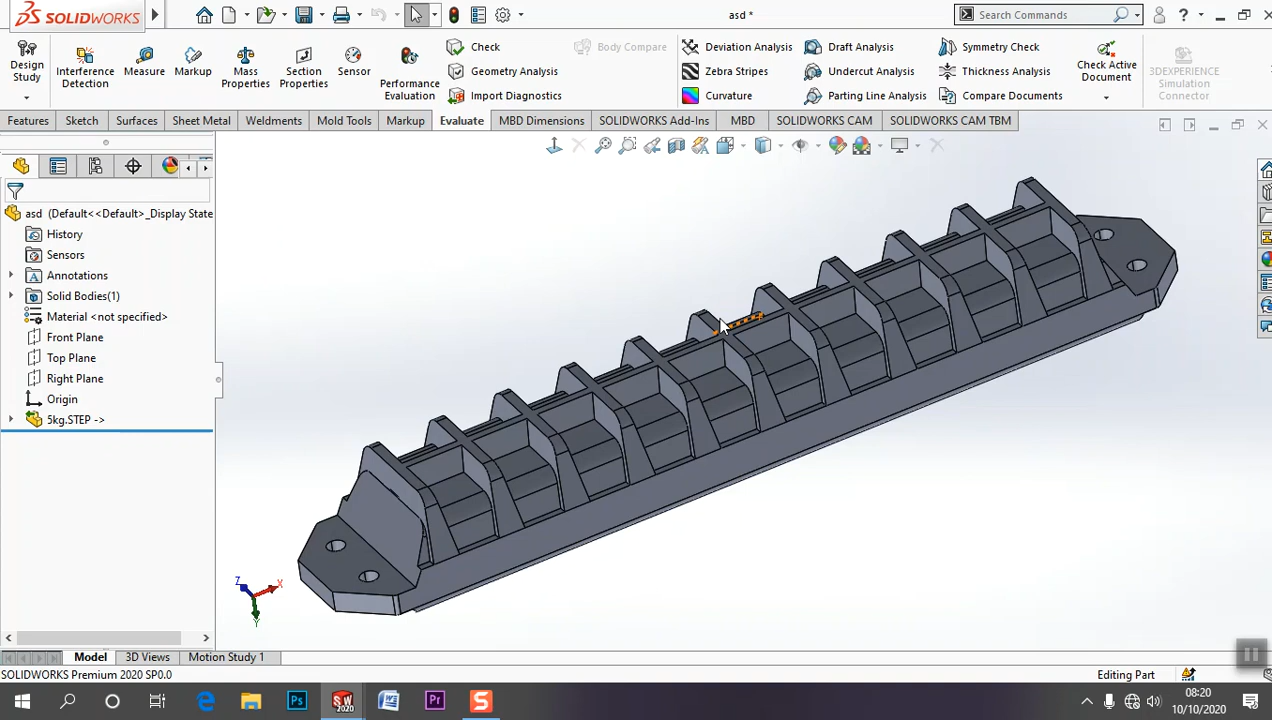 SOLIDWORKS
asd *
Search Commands
Design Study
Interference Detection
Measure
Markup
Mass Properties
Section Properties
Sensor
Performance Evaluation
Check
Geometry Analysis
Import Diagnostics
Body Compare
Deviation Analysis
Zebra Stripes
Curvature
Draft Analysis
Undercut Analysis
Parting Line Analysis
Symmetry Check
Thickness Analysis
Compare Documents
Check Active Document
3DEXPERIENCE Simulation Connector
Features Sketch Surfaces Sheet Metal Weldments Mold Tools Markup Evaluate MBD Dimensions SOLIDWORKS Add-Ins MBD SOLIDWORKS CAM SOLIDWORKS CAM TBM
asd (Default<<Default>_Display State
History
Sensors
Annotations
Solid Bodies(1)
Material <not specified>
Front Plane
Top Plane
Right Plane
Origin
5kg.STEP ->
Z X
Y
Model 3D Views Motion Study 1
SOLIDWORKS Premium 2020 SP0.0
Editing Part
Ps SW 2020 W Pr S
08:20
10/10/2020